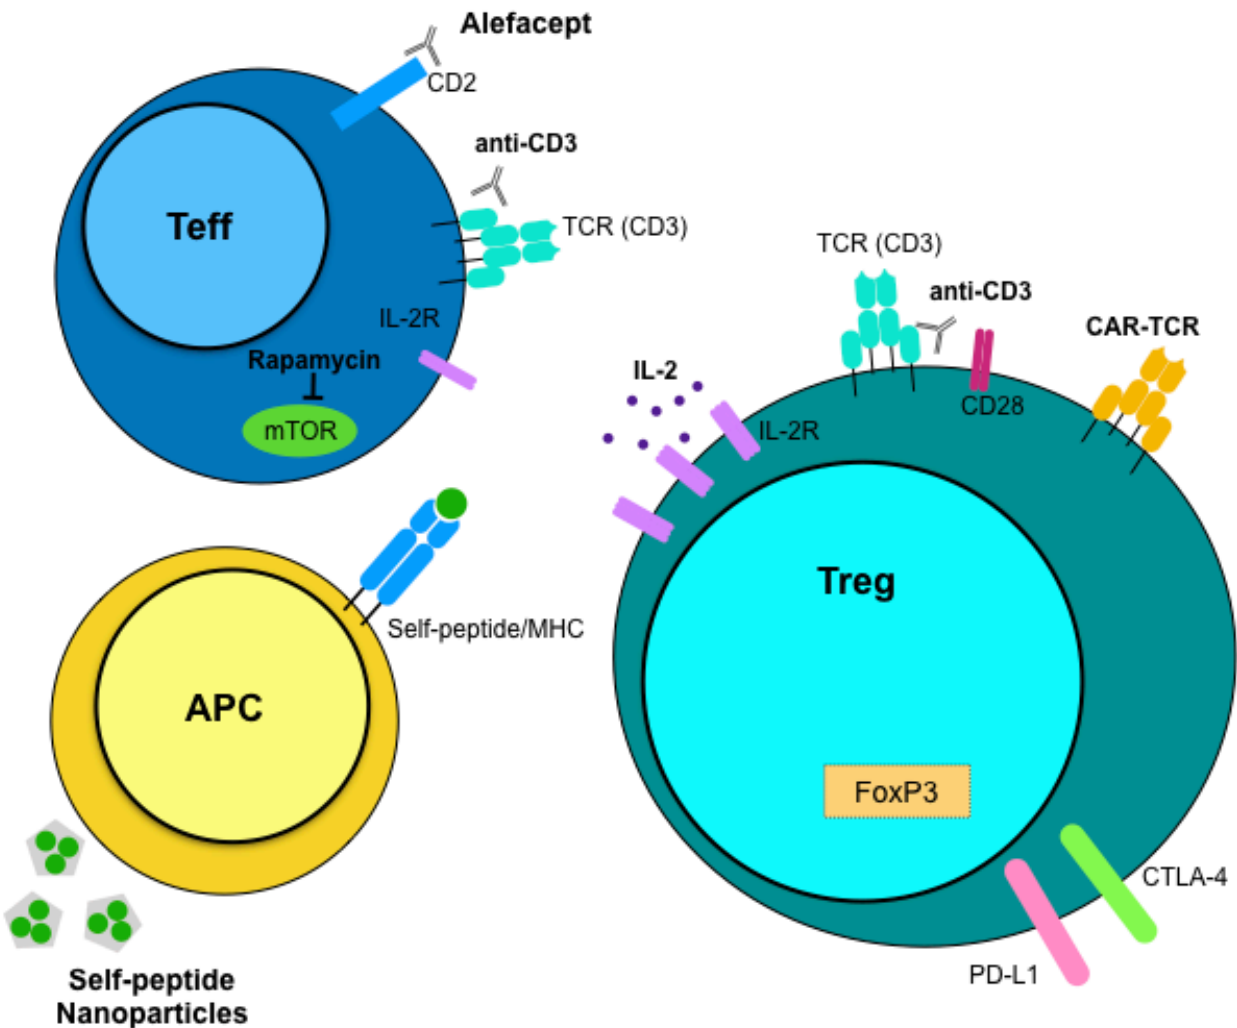 Alefacept
CD2
anti-CD3
TCR (CD3)
Teff
IL-2R
Rapamycin
mTOR
TCR (CD3)
anti-CD3
CAR-TCR
IL-2
CD28
IL-2R
Treg
Self-peptide/MHC
APC
FoxP3
CTLA-4
PD-L1
Self-peptide
Nanoparticles